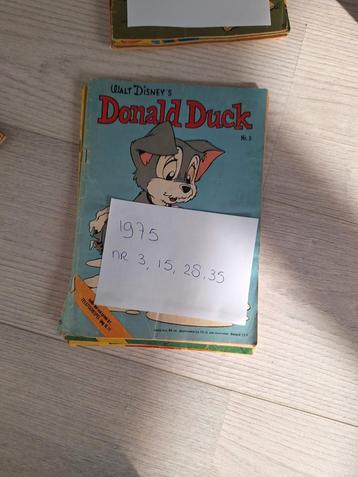 WALT DISNEY'S
Donald Duck
Nr. 3
1975
nr 3, 15, 28, 35